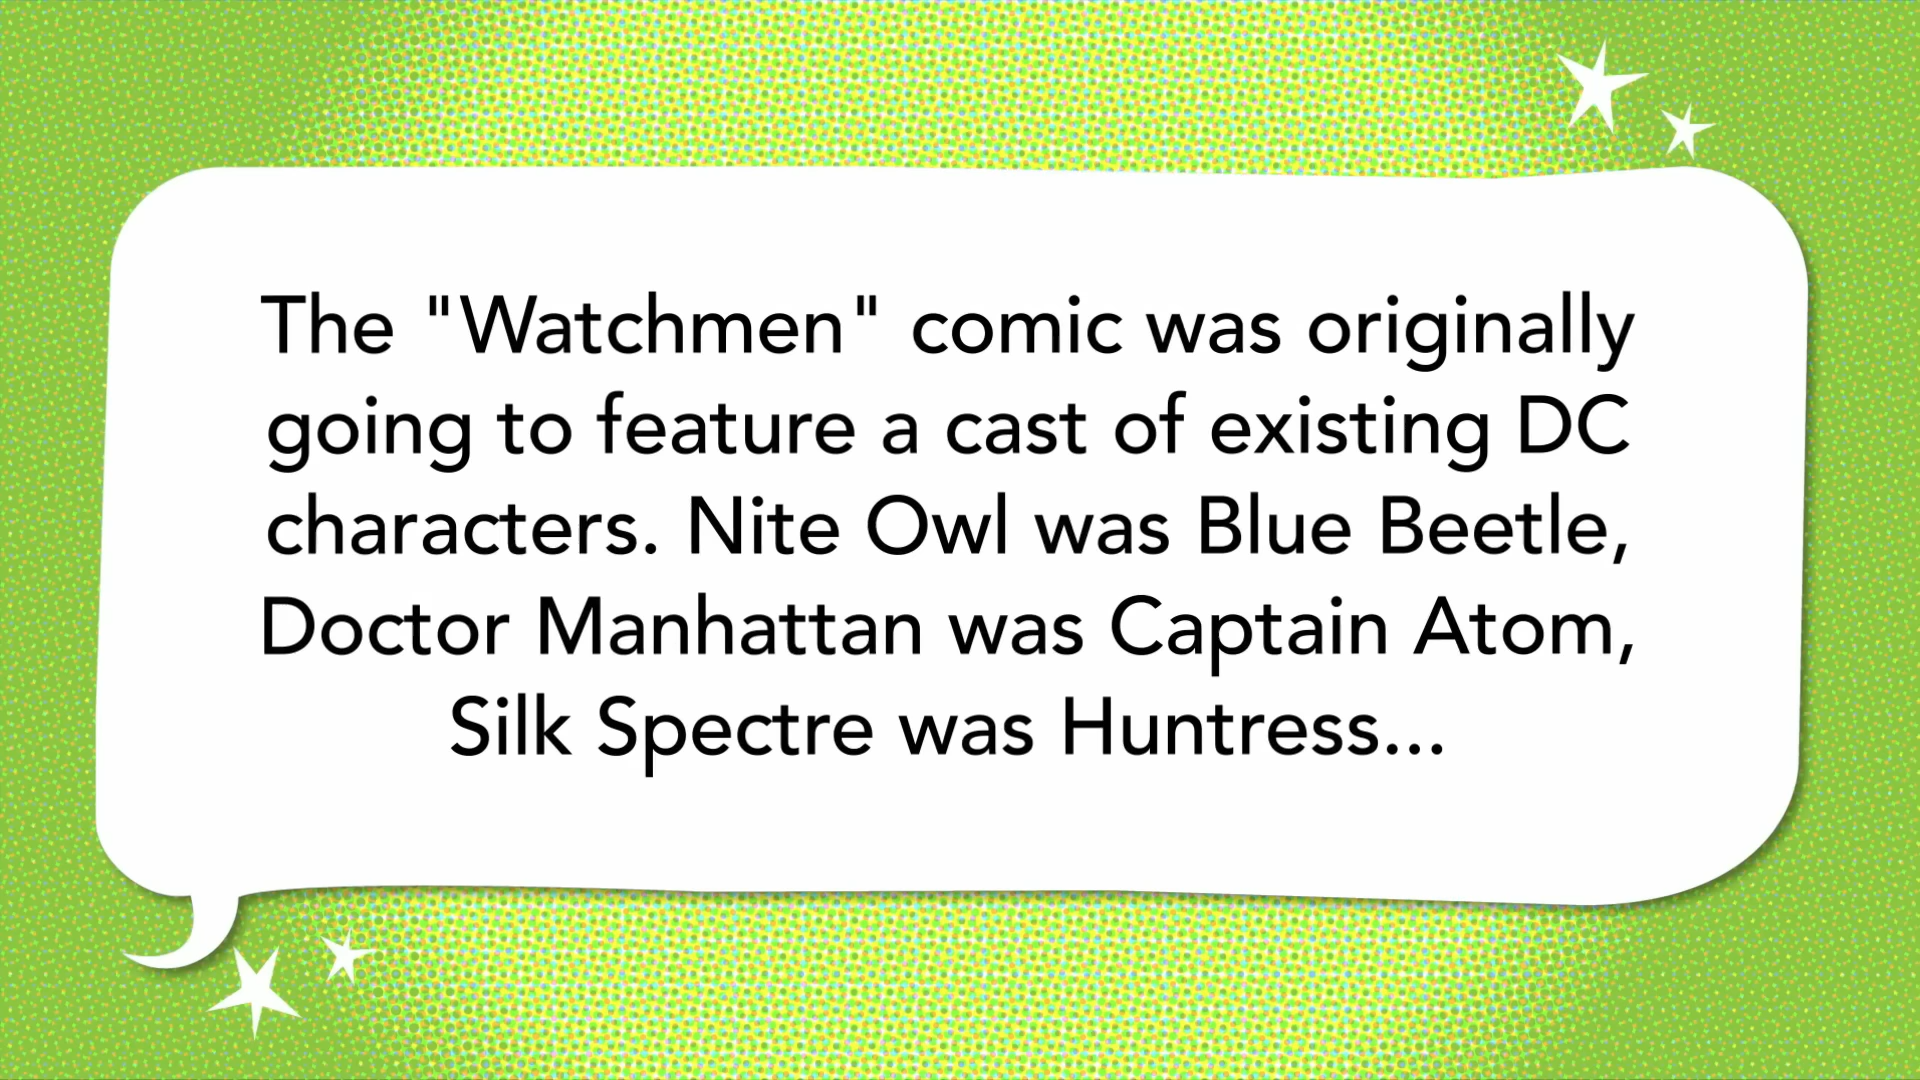 The "Watchmen" comic was originally
going to feature a cast of existing DC
characters. Nite Owl was Blue Beetle,
Doctor Manhattan was Captain Atom,
Silk Spectre was Huntress...